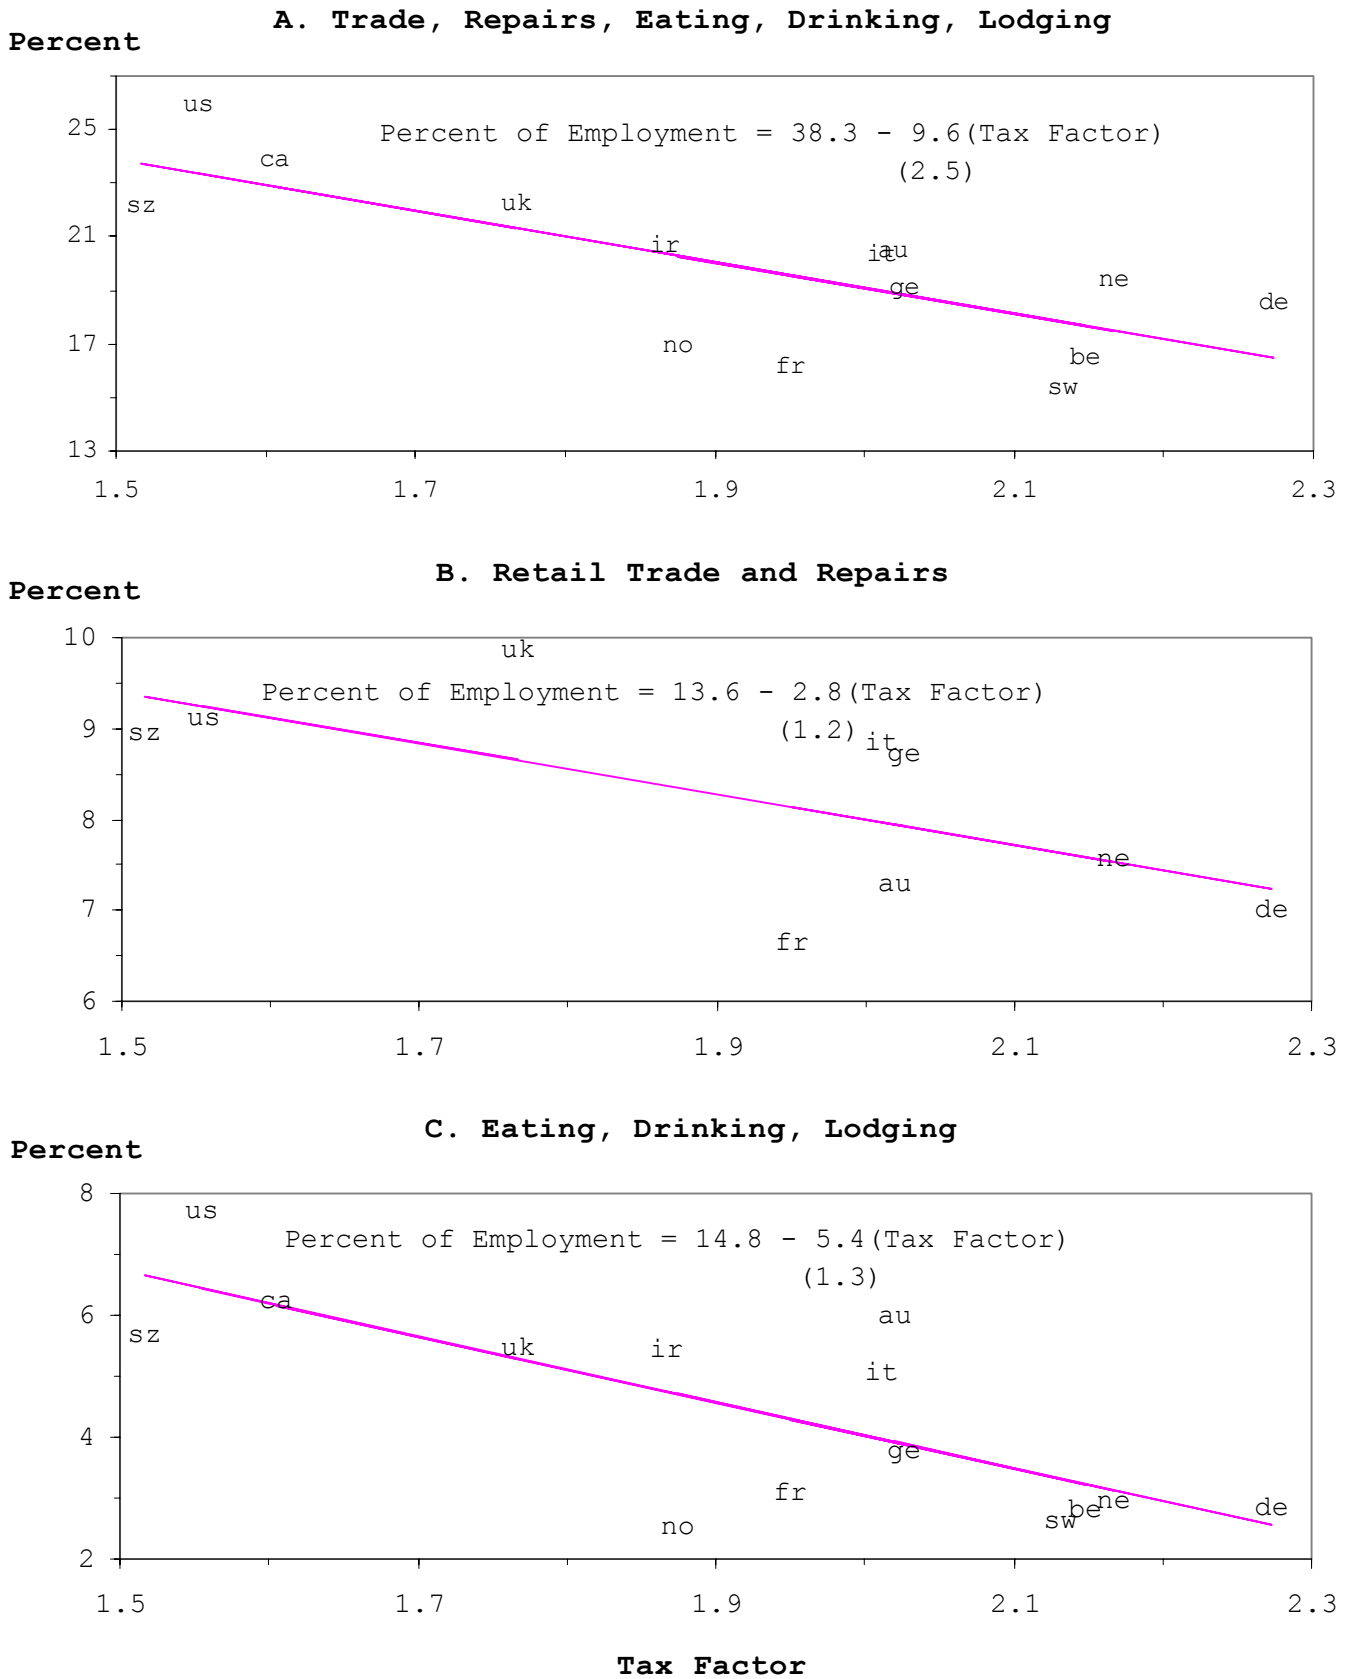 A. Trade, Repairs, Eating, Drinking, Lodging
Percent
us
25
Percent of Employment = 38.3 - 9.6(Tax Factor)
ca
(2.5)
sz
uk
21
ir
it
au
ge
ne
de
17
no
be
fr
sw
13
1.5 1.7 1.9 2.1 2.3
B. Retail Trade and Repairs
Percent
10
uk
Percent of Employment = 13.6 - 2.8(Tax Factor)
us
9
sz
(1.2)
it
ge
8
ne
au
7
de
fr
6
1.5 1.7 1.9 2.1 2.3
C. Eating, Drinking, Lodging
Percent
8
us
Percent of Employment = 14.8 - 5.4(Tax Factor)
(1.3)
ca
6
au
sz
uk
ir
it
4
ge
fr
ne
be
de
sw
no
2
1.5 1.7 1.9 2.1 2.3
Tax Factor